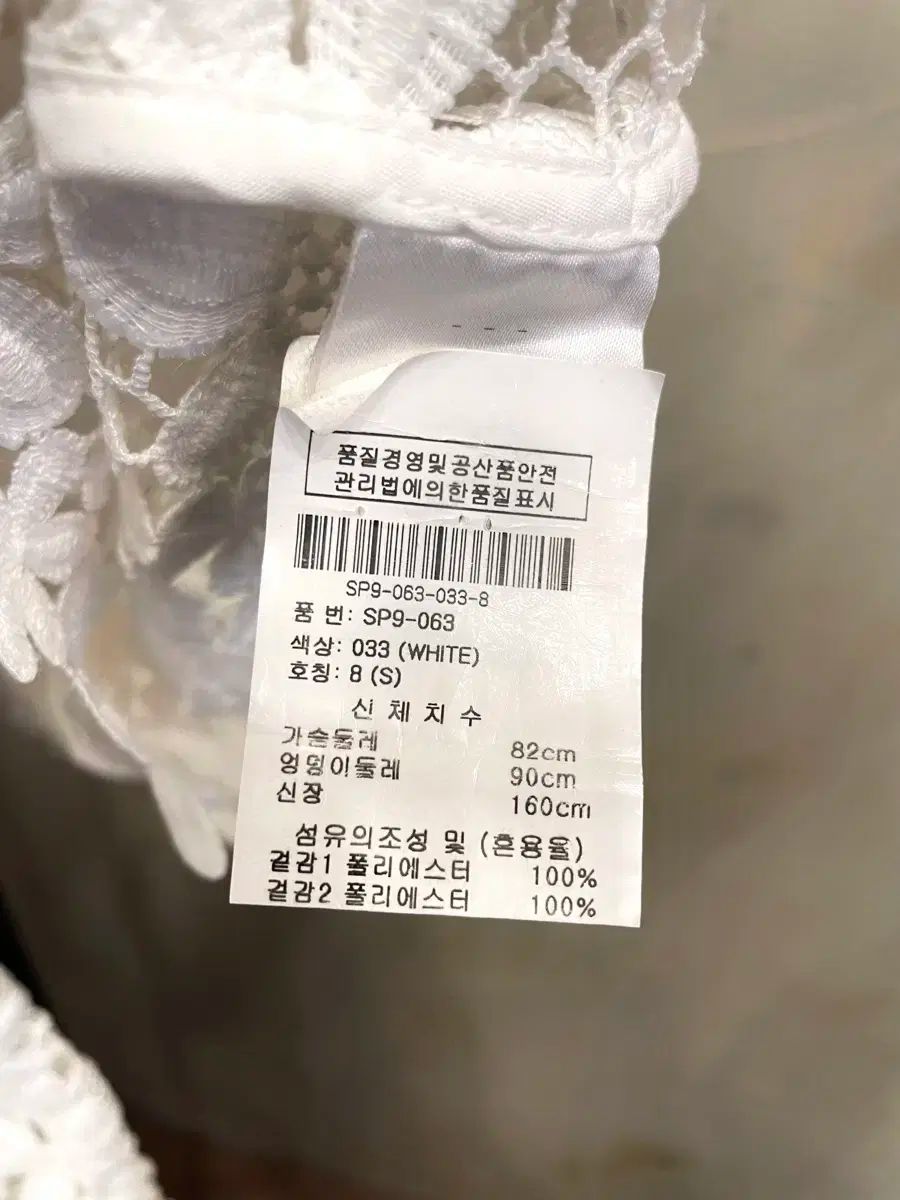 품질경영및공산품안전
관리법에의한품질표시
SP9-063-033-8
품 번: SP9-063
색상: 033 (WHITE)
호칭: 8 (S)
신 체 치 수
가슴둘레 82cm
엉덩이둘레 90cm
신장 160cm
섬유의조성 및 (혼용율)
겉감1 폴리에스터 100%
겉감2 폴리에스터 100%